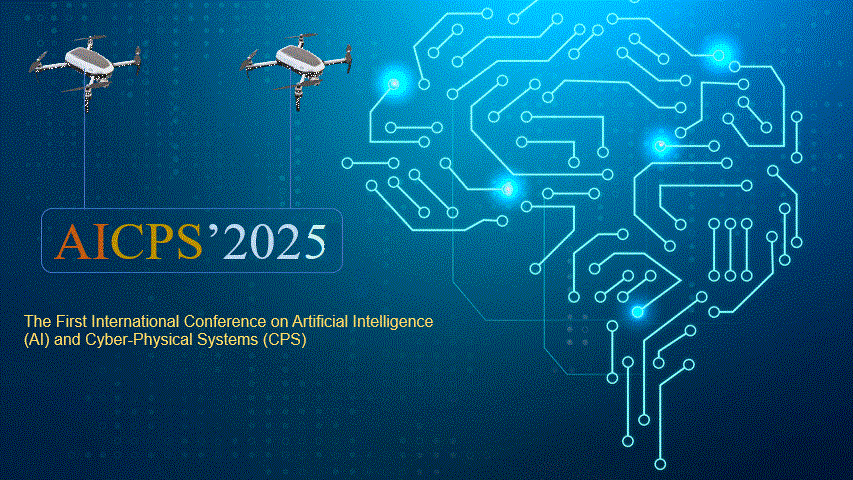 AICPS’2025
The First International Conference on Artificial Intelligence
(AI) and Cyber-Physical Systems (CPS)